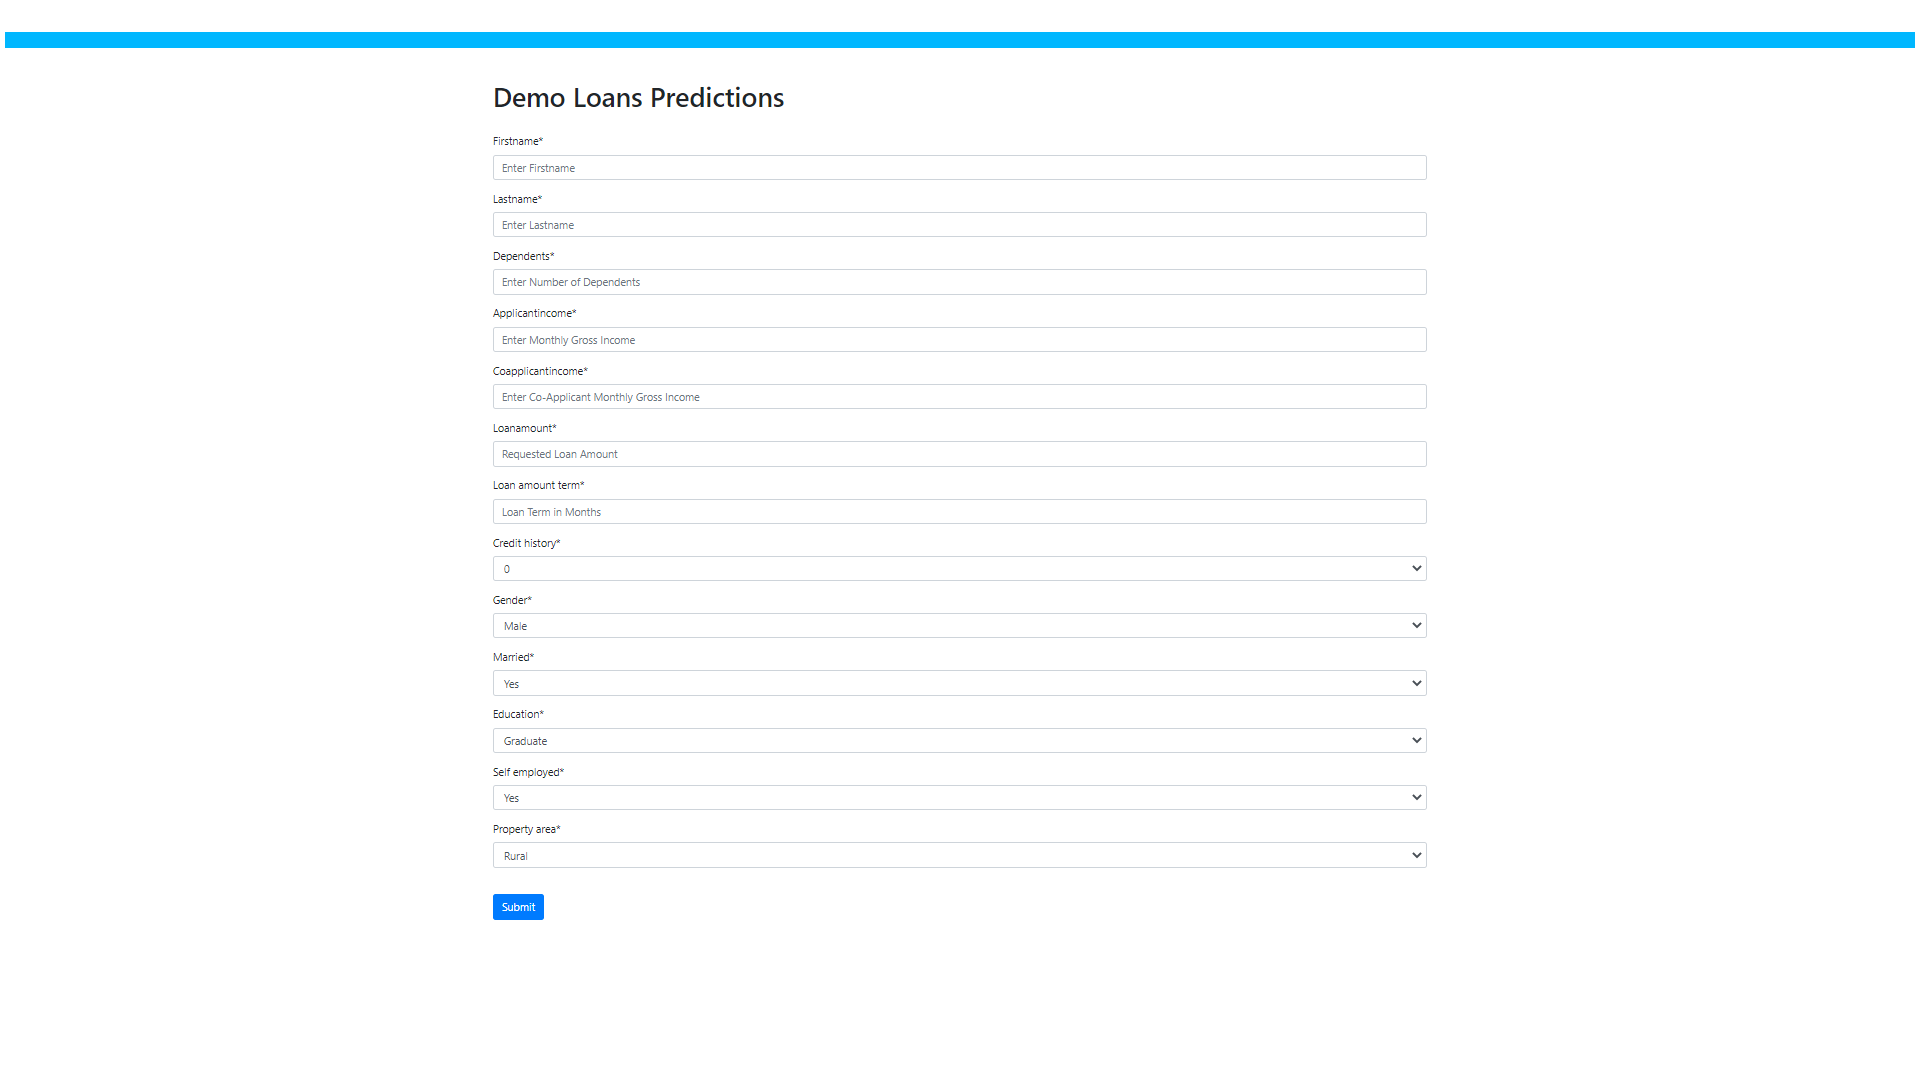 Demo Loans Predictions
Firstname*
Enter Firstname
Lastname*
Enter Lastname
Dependents*
Enter Number of Dependents
Applicantincome*
Enter Monthly Gross Income
Coapplicantincome*
Enter Co-Applicant Monthly Gross Income
Loanamount*
Requested Loan Amount
Loan amount term*
Loan Term in Months
Credit history*
0
Gender*
Male
Married*
Yes
Education*
Graduate
Self employed*
Yes
Property area*
Rural
Submit